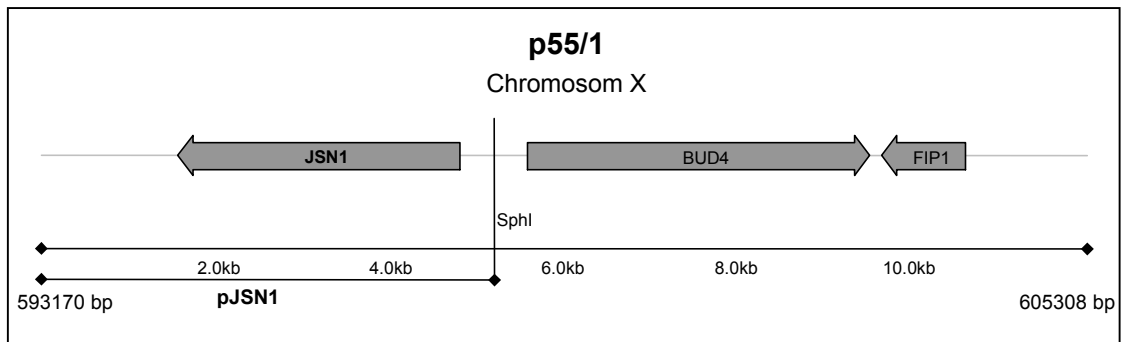 p55/1
Chromosom X
JSN1 BUD4 FIP1
SphI
2.0kb 4.0kb 6.0kb 8.0kb 10.0kb
593170 bp pJSN1 605308 bp